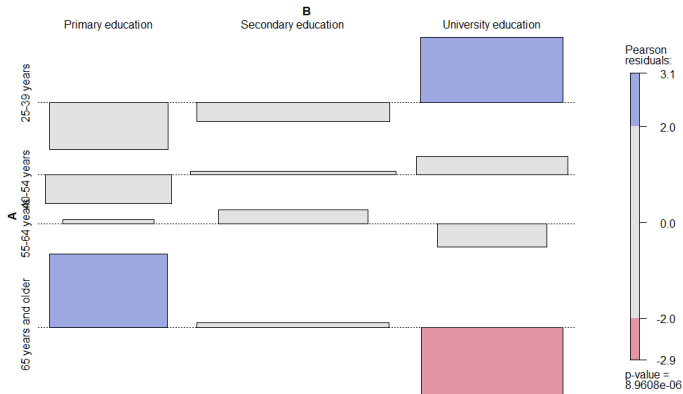 B
Primary education Secondary education University education
A
25-39 years
40-54 years
55-64 years
65 years and older
Pearson
residuals:
3.1
2.0
0.0
-2.0
-2.9
p-value =
8.9608e-06